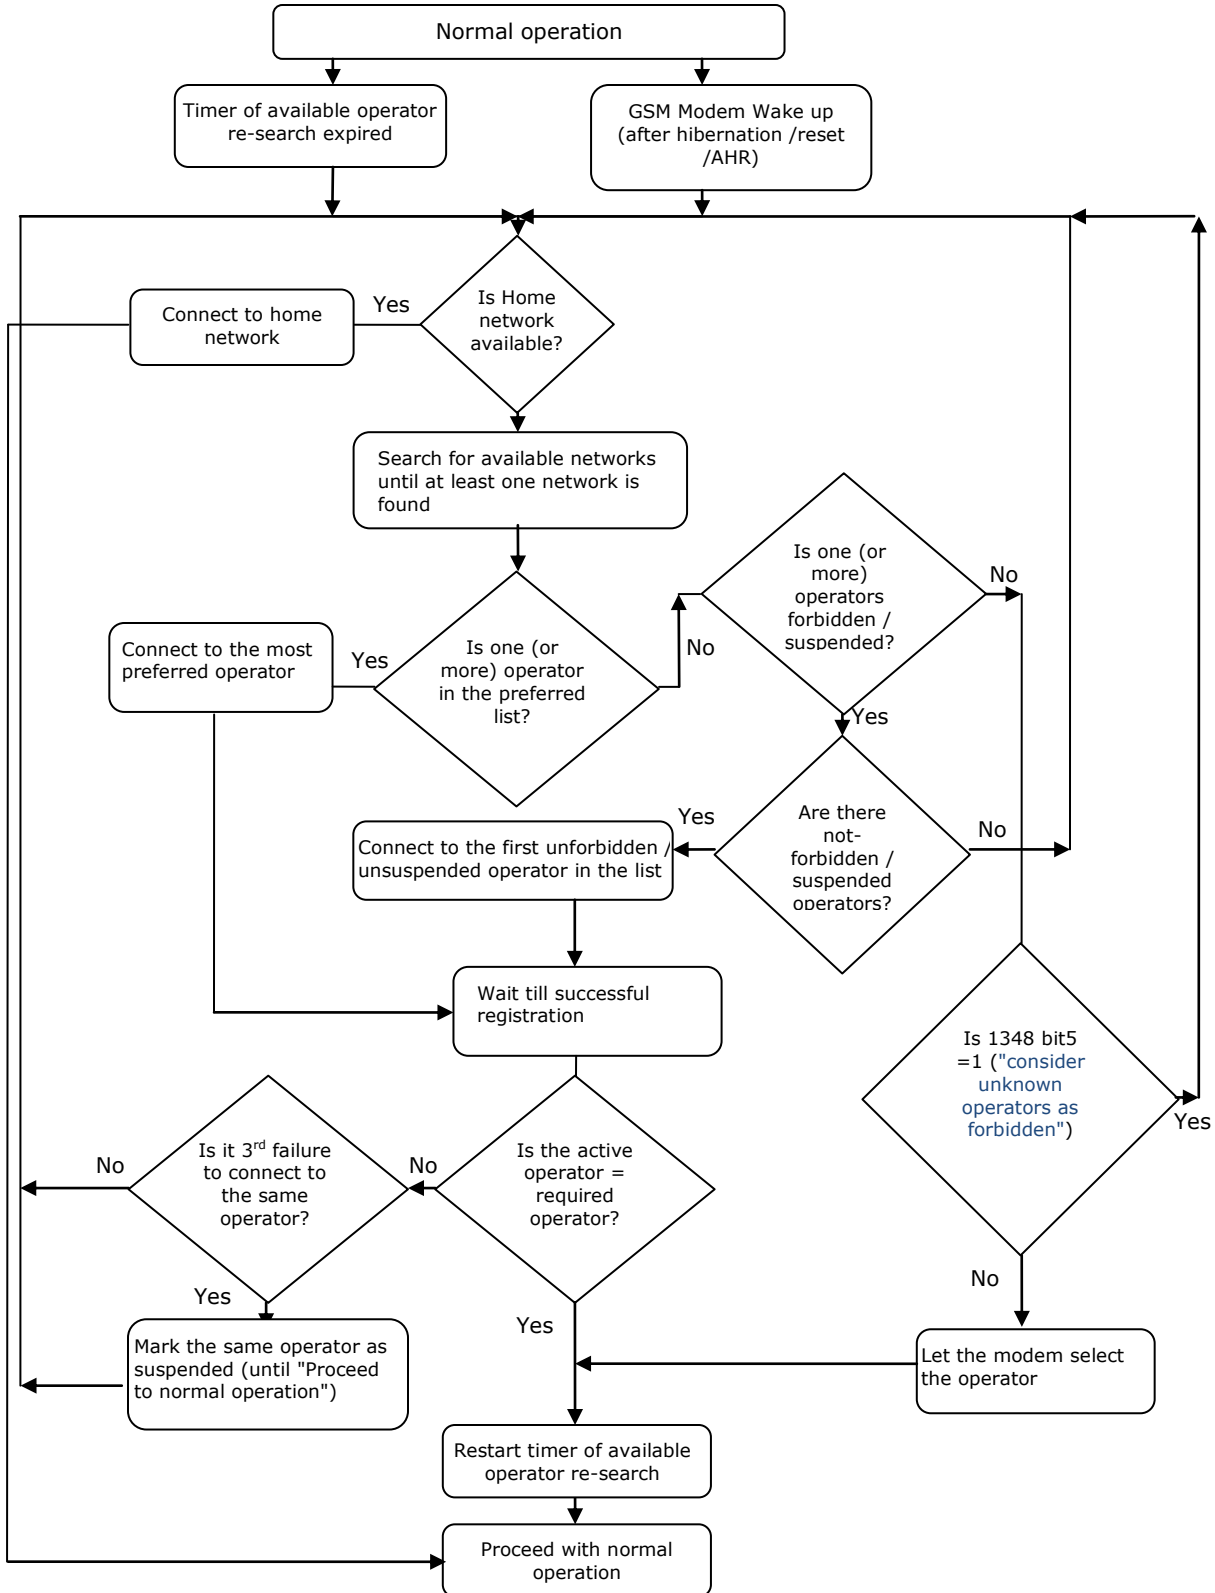 Normal operation
Timer of available operator
re-search expired
GSM Modem Wake up
(after hibernation /reset
/AHR)
Is Home
network
available?
Yes
Connect to home
network
Search for available networks
until at least one network is
found
Is one (or
more)
operators
forbidden /
suspended?
No
Is one (or
more) operator
in the preferred
list?
No
Yes
Connect to the most
preferred operator
Yes
Are there
not-
forbidden /
suspended
operators?
No
Yes
Connect to the first unforbidden /
unsuspended operator in the list
Wait till successful
registration
Is 1348 bit5
=1 ("consider
unknown
operators as
forbidden")
Yes
Is the active
operator =
required
operator?
No
Is it 3rd failure
to connect to
the same
operator?
No
Yes
Mark the same operator as
suspended (until "Proceed
to normal operation")
Yes
No
Let the modem select
the operator
Restart timer of available
operator re-search
Proceed with normal
operation